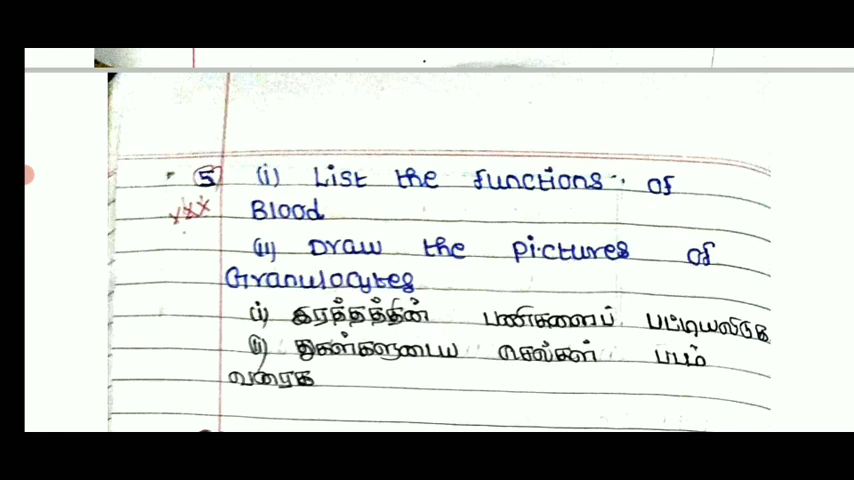 5 (i) List the functions of
xxx Blood
(ii) Draw the pictures of
Granulocytes
(i) இரத்தத்தின் பணிகளைப் பட்டியலிடுக
(ii) துகள்களுடைய செல்கள் படம்
வரைக